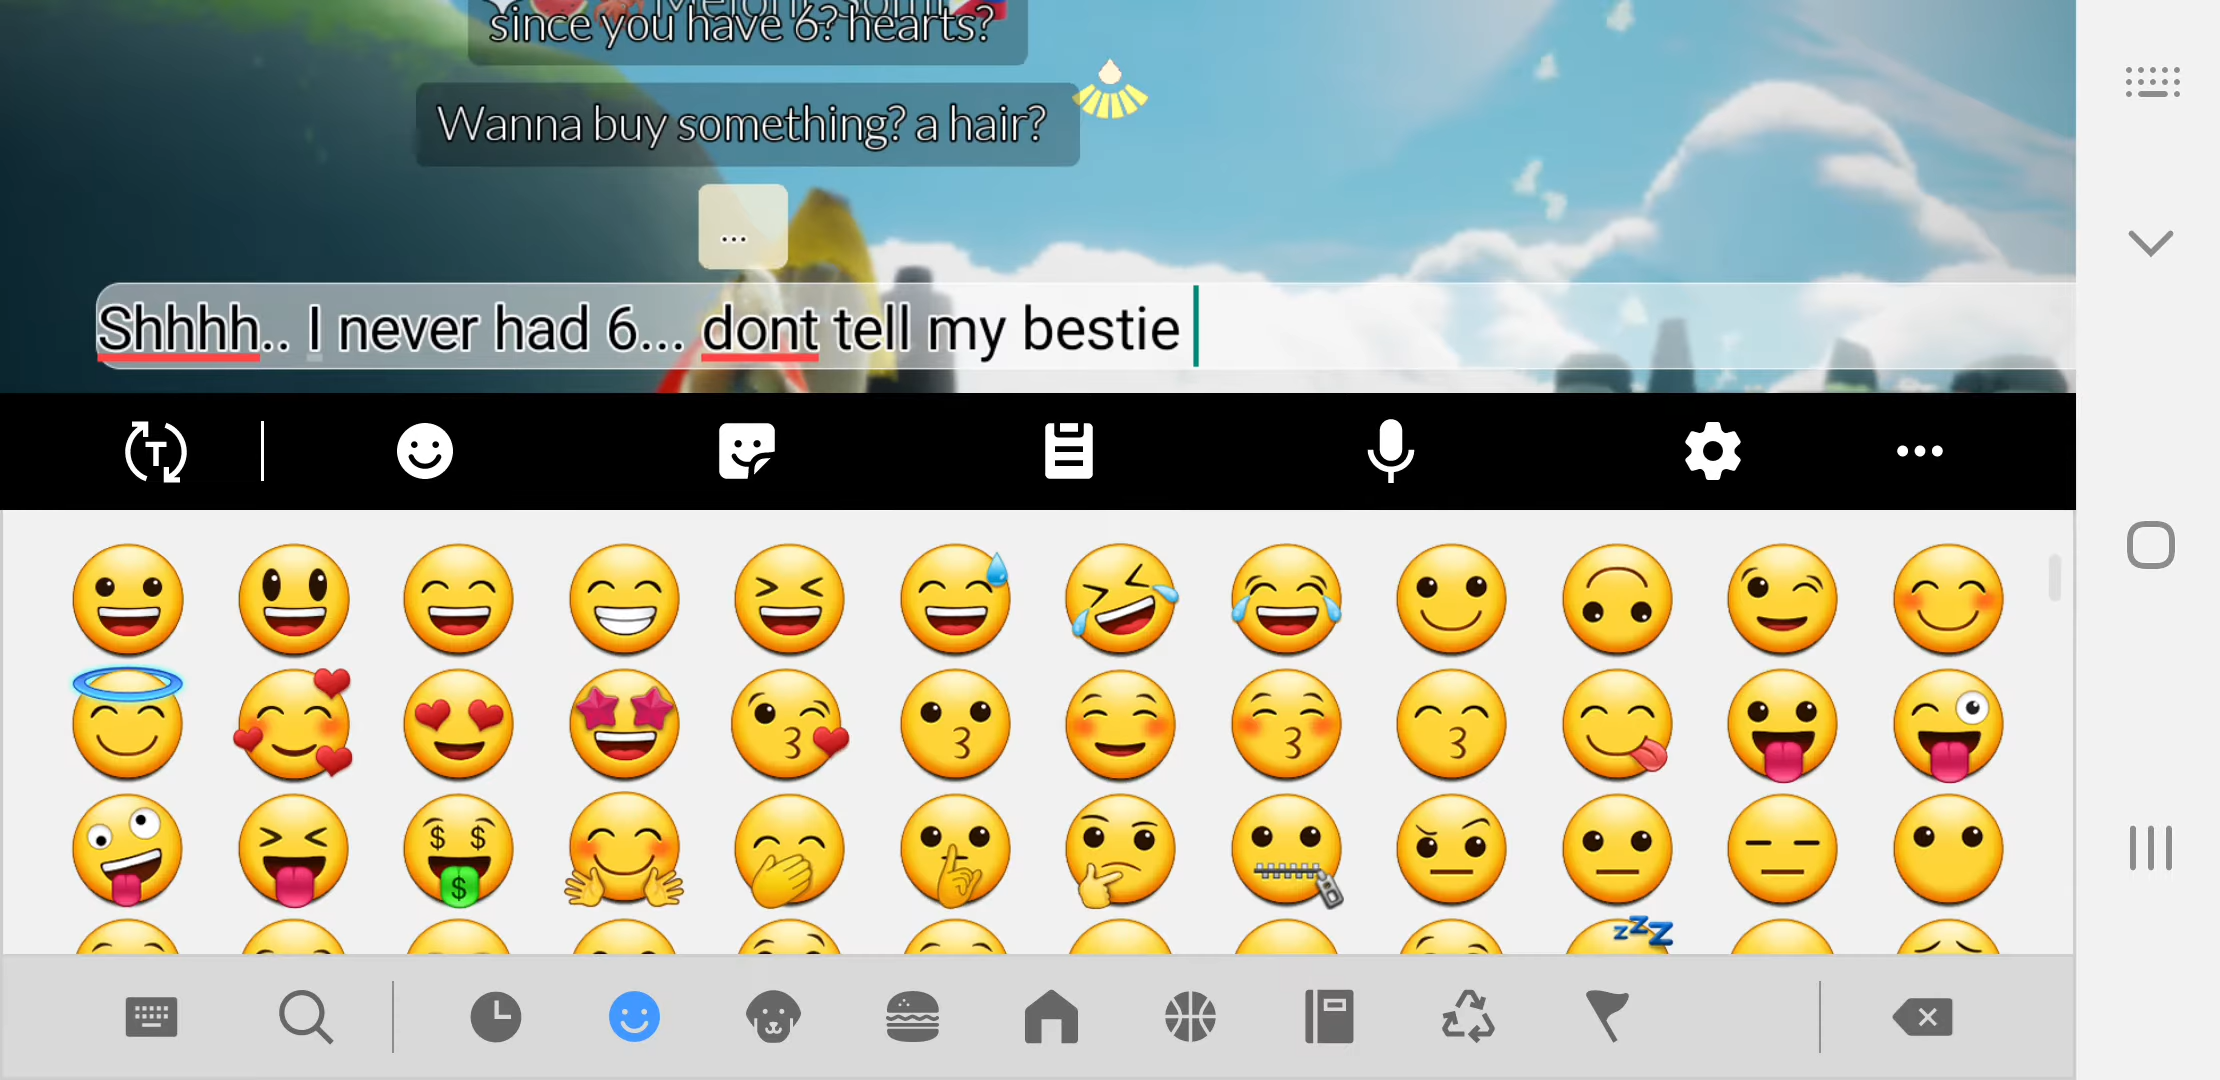 since you have 6? hearts?
Wanna buy something? a hair?
...
Shhhh.. I never had 6... dont tell my bestie